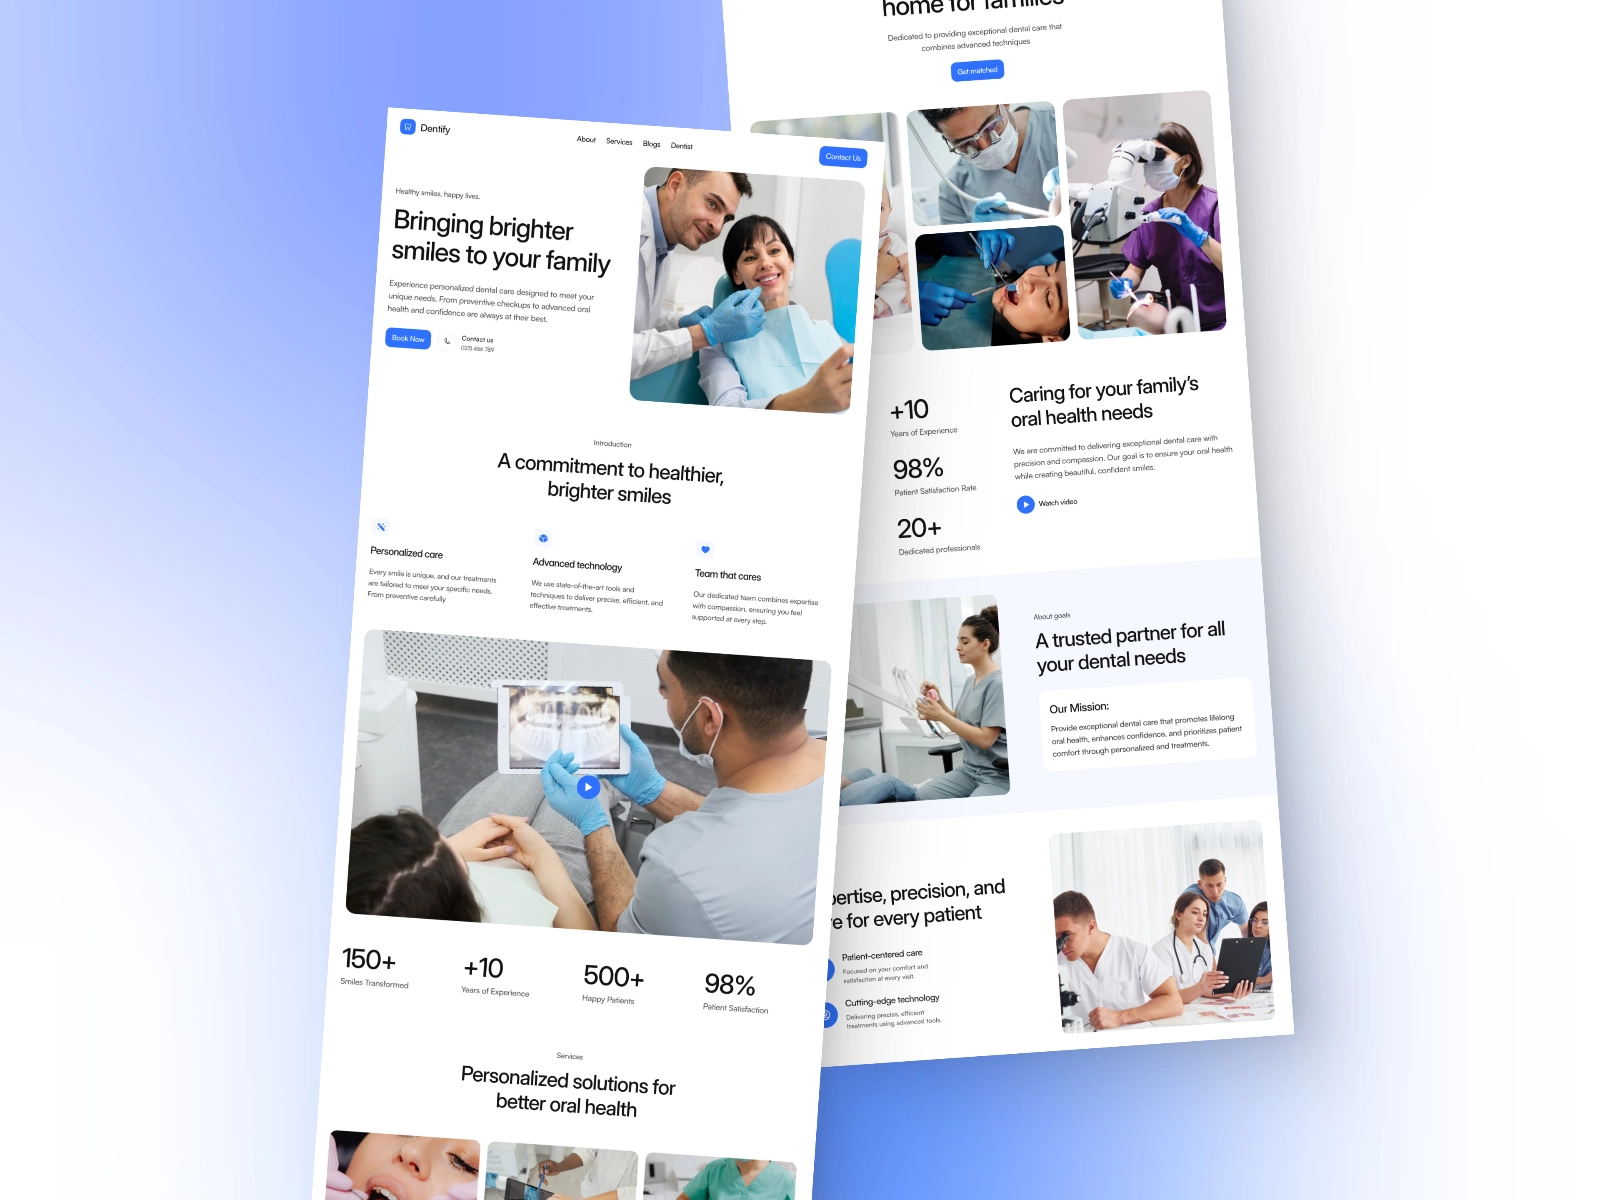 Dentify
About Services Blogs Dentist
Contact Us
Healthy smiles, happy lives.
Bringing brighter
smiles to your family
Experience personalized dental care designed to meet your
unique needs. From preventive checkups to advanced oral
health and confidence are always at their best.
Book Now
Contact us
(123) 456 789
Introduction
A commitment to healthier,
brighter smiles
Personalized care
Every smile is unique, and our treatments
are tailored to meet your specific needs.
From preventive carefully
Advanced technology
We use state-of-the-art tools and
techniques to deliver precise, efficient, and
effective treatments.
Team that cares
Our dedicated team combines expertise
with compassion, ensuring you feel
supported at every step.
150+
Smiles Transformed
+10
Years of Experience
500+
Happy Patients
98%
Patient Satisfaction
Services
Personalized solutions for
better oral health
home for families
Dedicated to providing exceptional dental care that
combines advanced techniques
Get matched
+10
Years of Experience
98%
Patient Satisfaction Rate
20+
Dedicated professionals
Caring for your family's
oral health needs
We are committed to delivering exceptional dental care with
precision and compassion. Our goal is to ensure your oral health
while creating beautiful, confident smiles.
Watch video
About goals
A trusted partner for all
your dental needs
Our Mission:
Provide exceptional dental care that promotes lifelong
oral health, enhances confidence, and prioritizes patient
comfort through personalized and treatments.
pertise, precision, and
e for every patient
Patient-centered care
Focused on your comfort and
satisfaction at every visit.
Cutting-edge technology
Delivering precise, efficient
treatments using advanced tools.